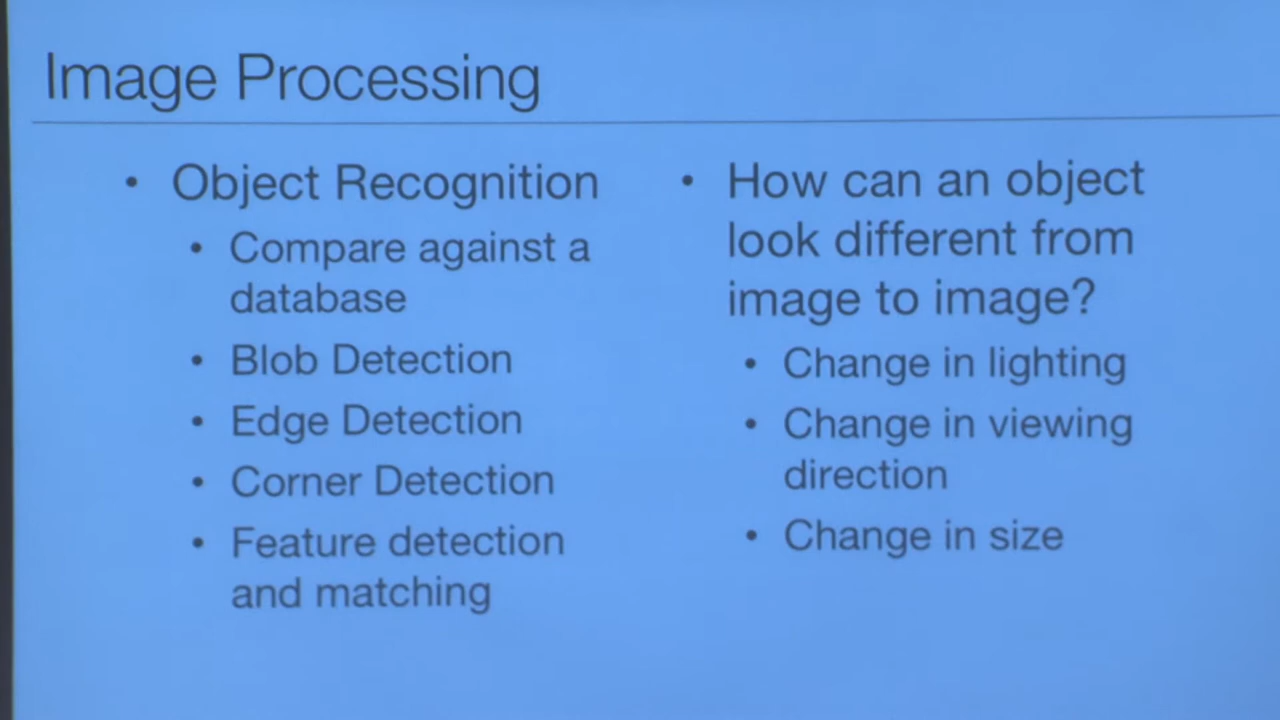 Image Processing
• Object Recognition
• Compare against a
database
• Blob Detection
• Edge Detection
• Corner Detection
• Feature detection
and matching
• How can an object
look different from
image to image?
• Change in lighting
• Change in viewing
direction
• Change in size